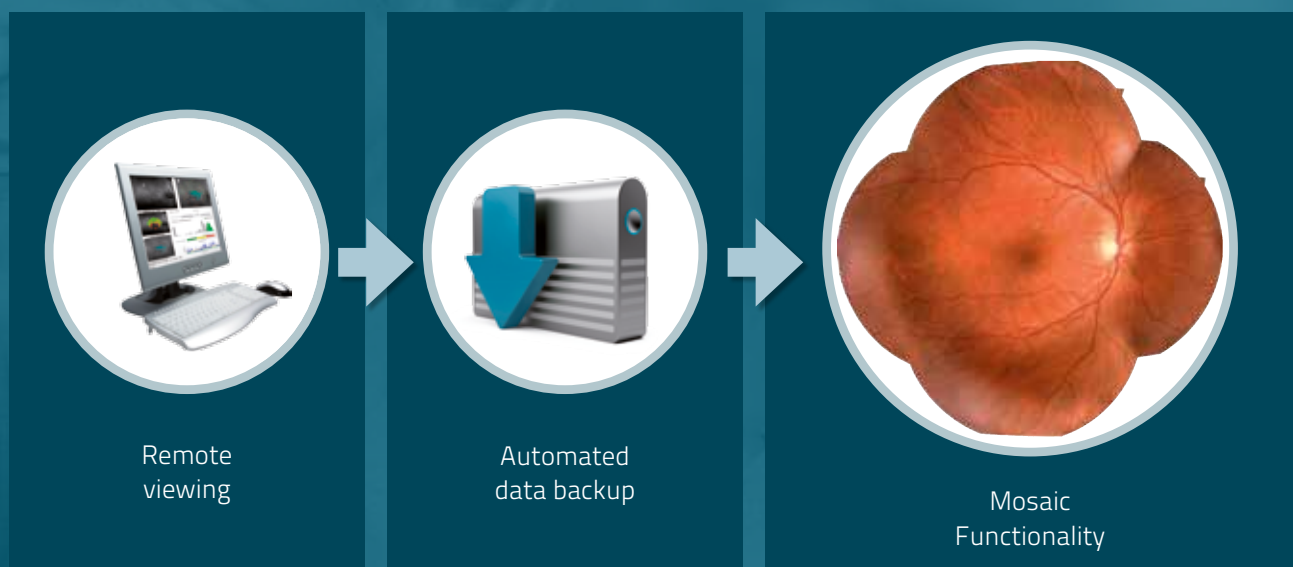 Remote
viewing
Automated
data backup
Mosaic
Functionality